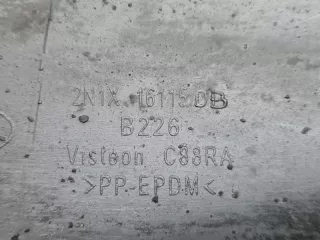 2N1X 16115 DB
B226
Visteon C88RA
>PP-EPDM<